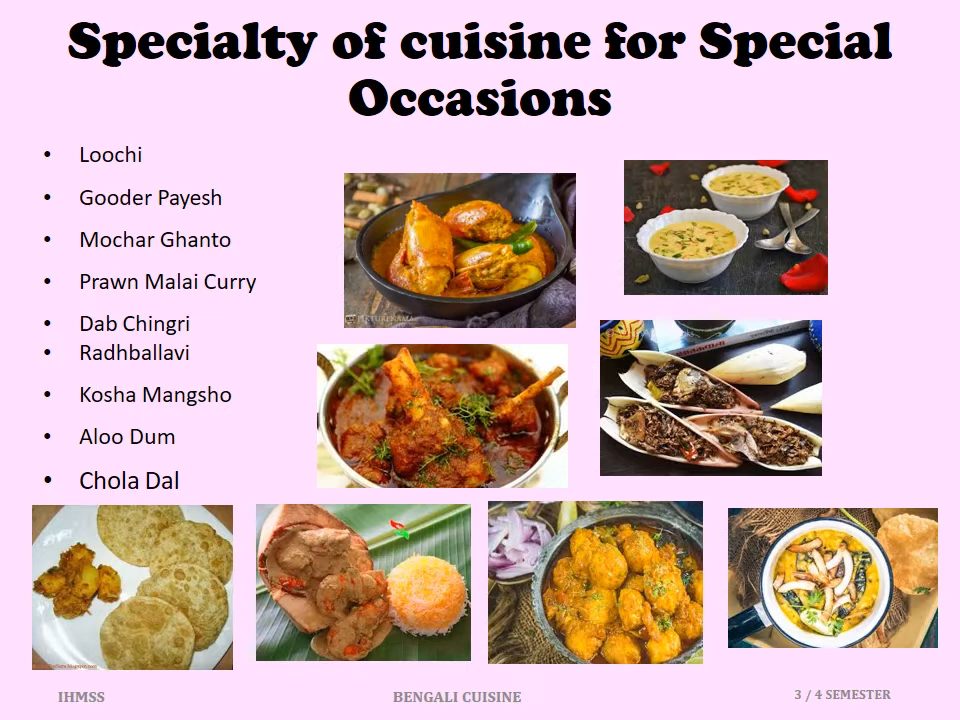 Specialty of cuisine for Special
Occasions
• Loochi
• Gooder Payesh
• Mochar Ghanto
• Prawn Malai Curry
• Dab Chingri
• Radhballavi
• Kosha Mangsho
• Aloo Dum
• Chola Dal
IHMSS
BENGALI CUISINE
3 / 4 SEMESTER